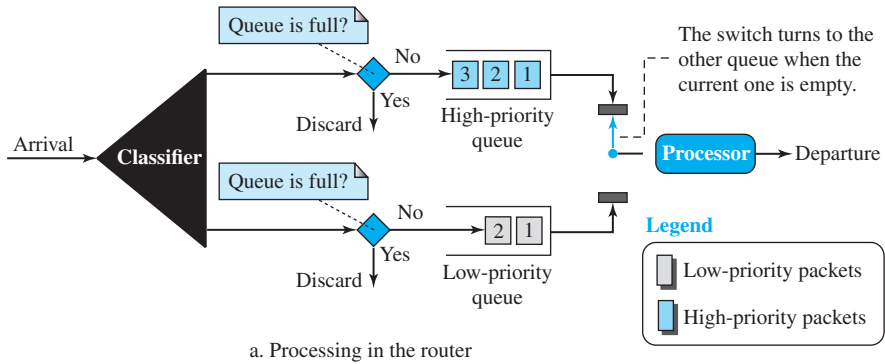 Queue is full?
No
3 2 1
Yes
Discard
High-priority
queue
The switch turns to the
other queue when the
current one is empty.
Arrival
Classifier
Processor
Departure
Queue is full?
No
2 1
Yes
Discard
Low-priority
queue
Legend
Low-priority packets
High-priority packets
a. Processing in the router